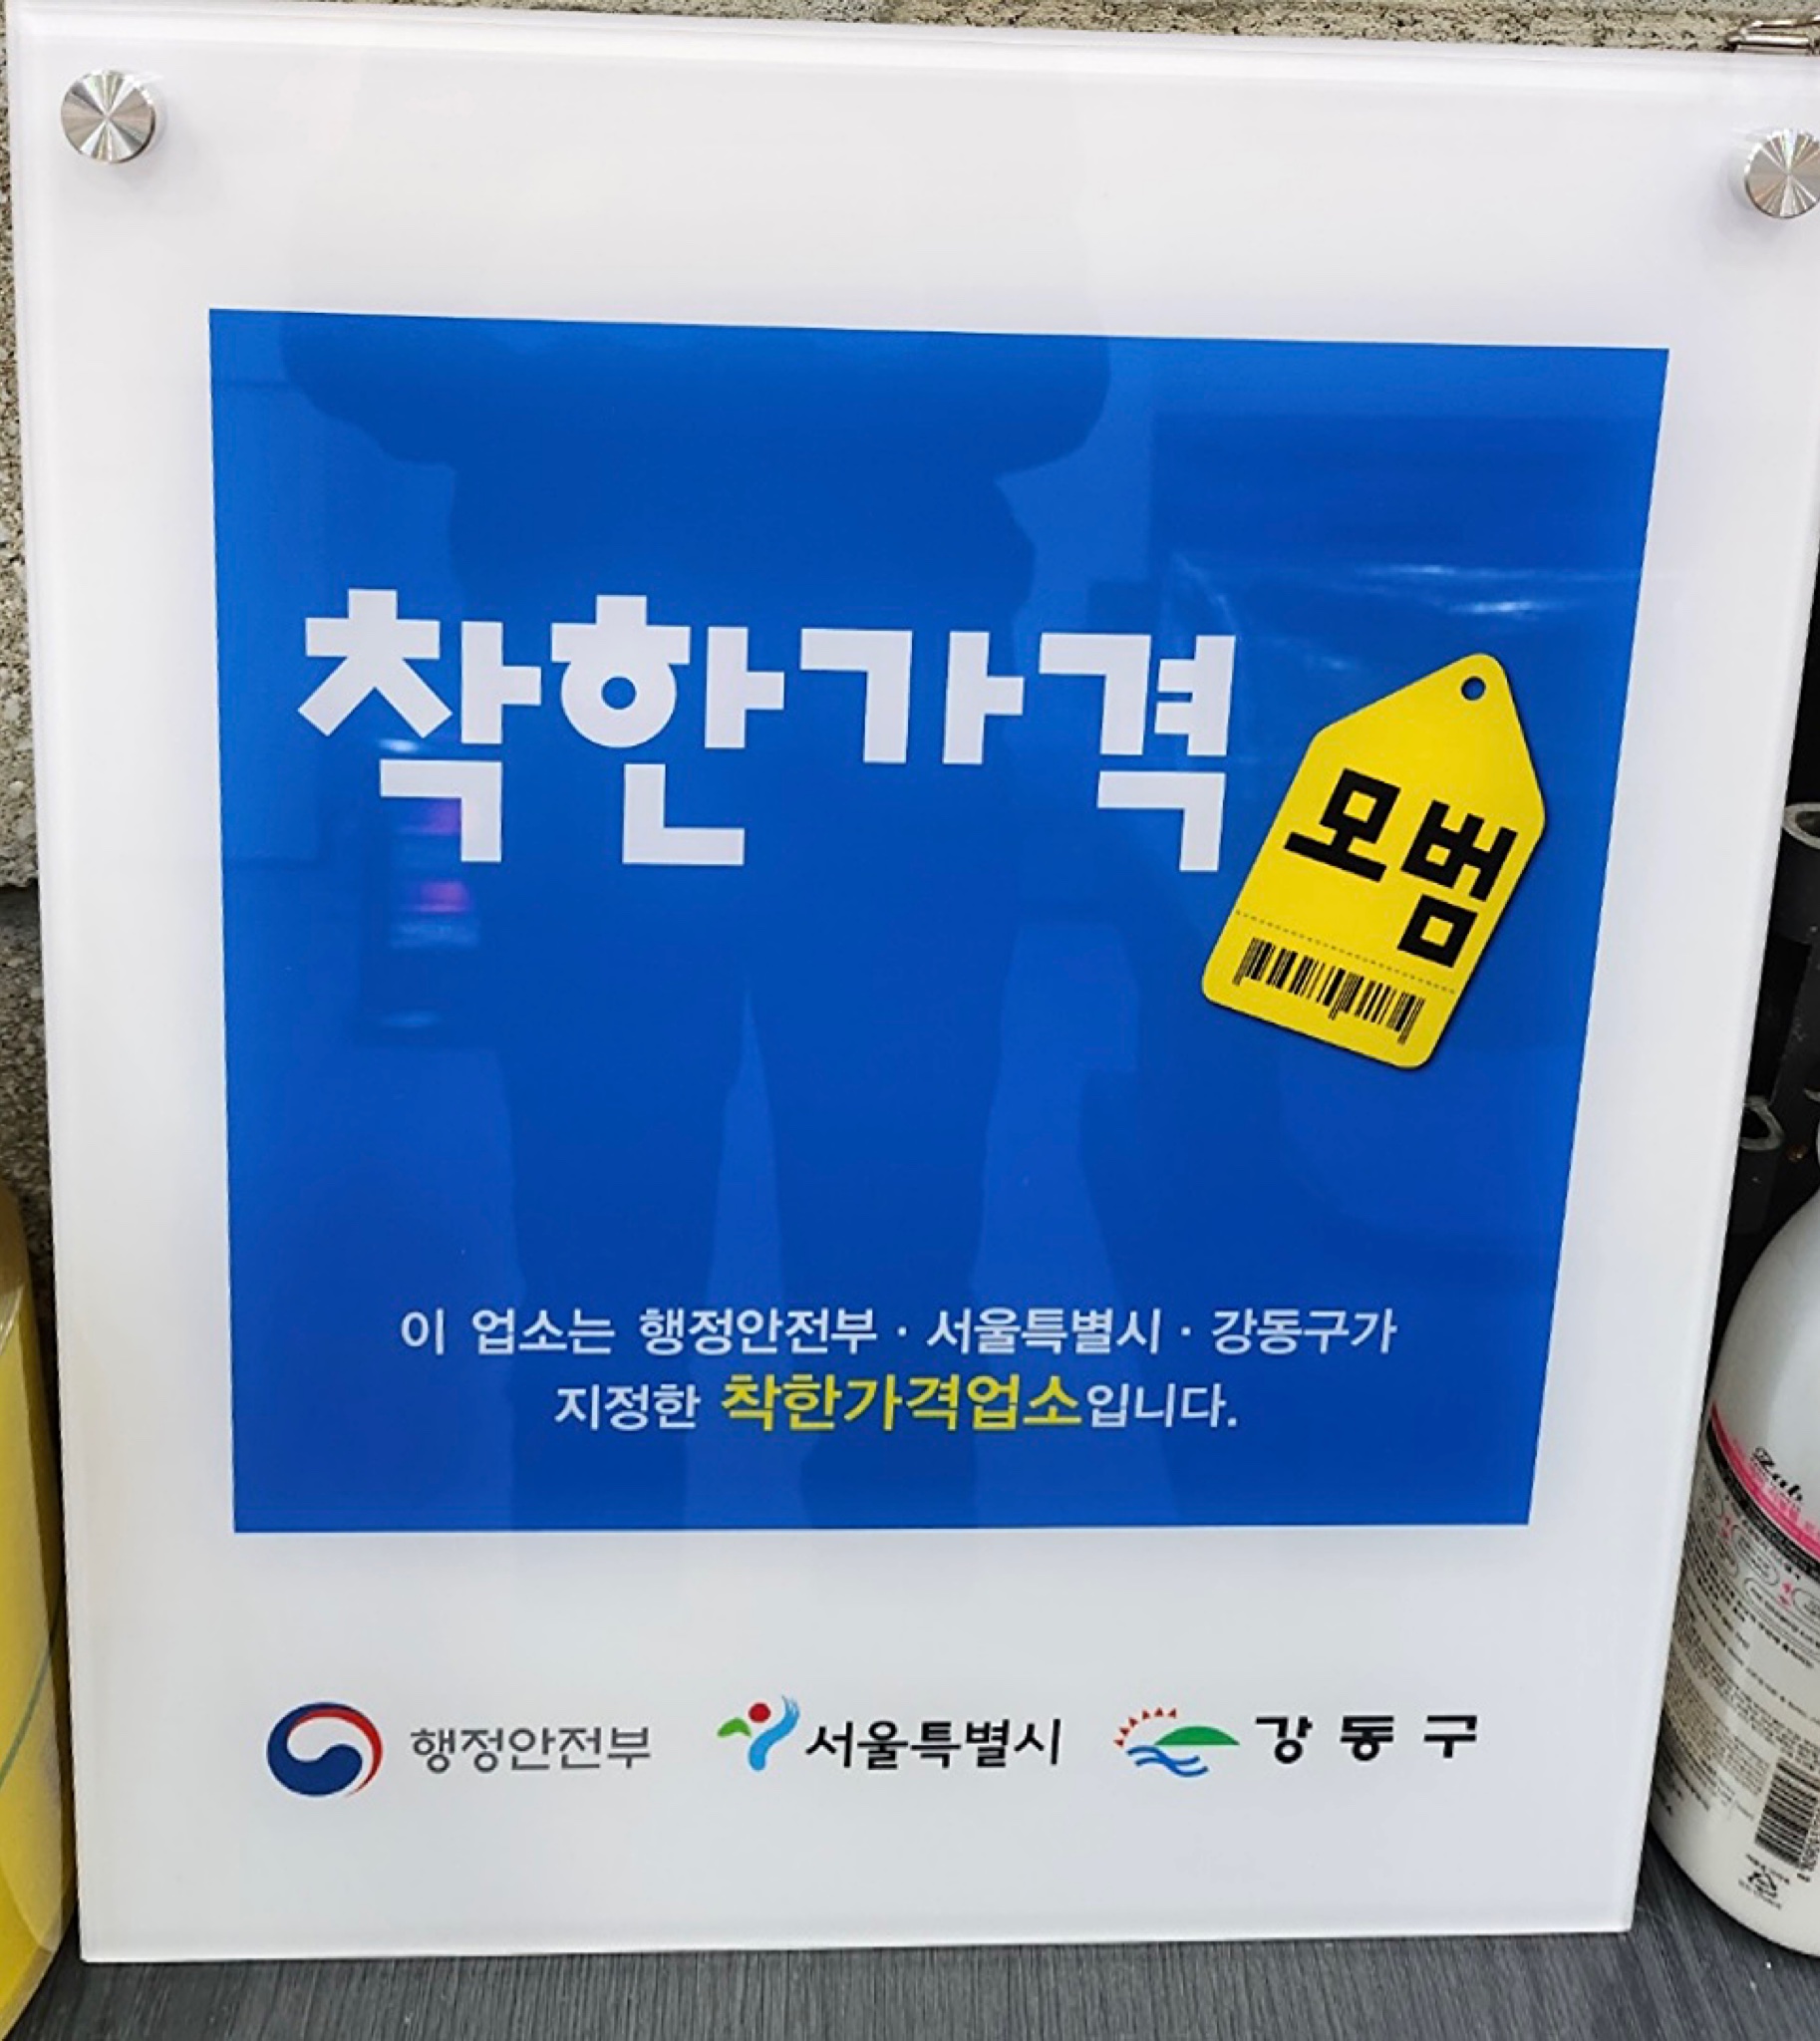 착한가격
모범
이 업소는 행정안전부 · 서울특별시 · 강동구가
지정한 착한가격업소입니다.
행정안전부 서울특별시 강동구